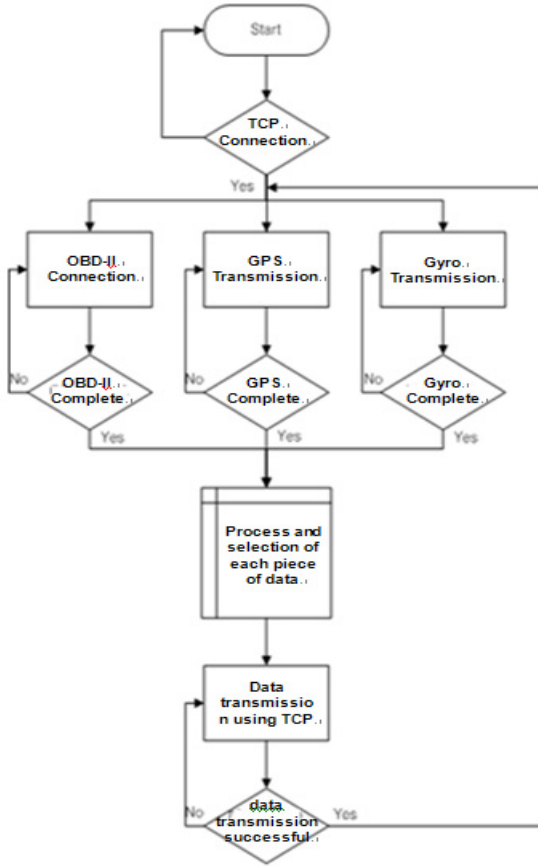 Start
TCP
Connection
Yes
OBD-II
Connection
GPS
Transmission
Gyro
Transmission
No
OBD-II
Complete
No
GPS
Complete
No
Gyro
Complete
Yes
Yes
Yes
Process and
selection of
each piece
of data
Data
transmissio
n using TCP
No
data
transmission
successful
Yes